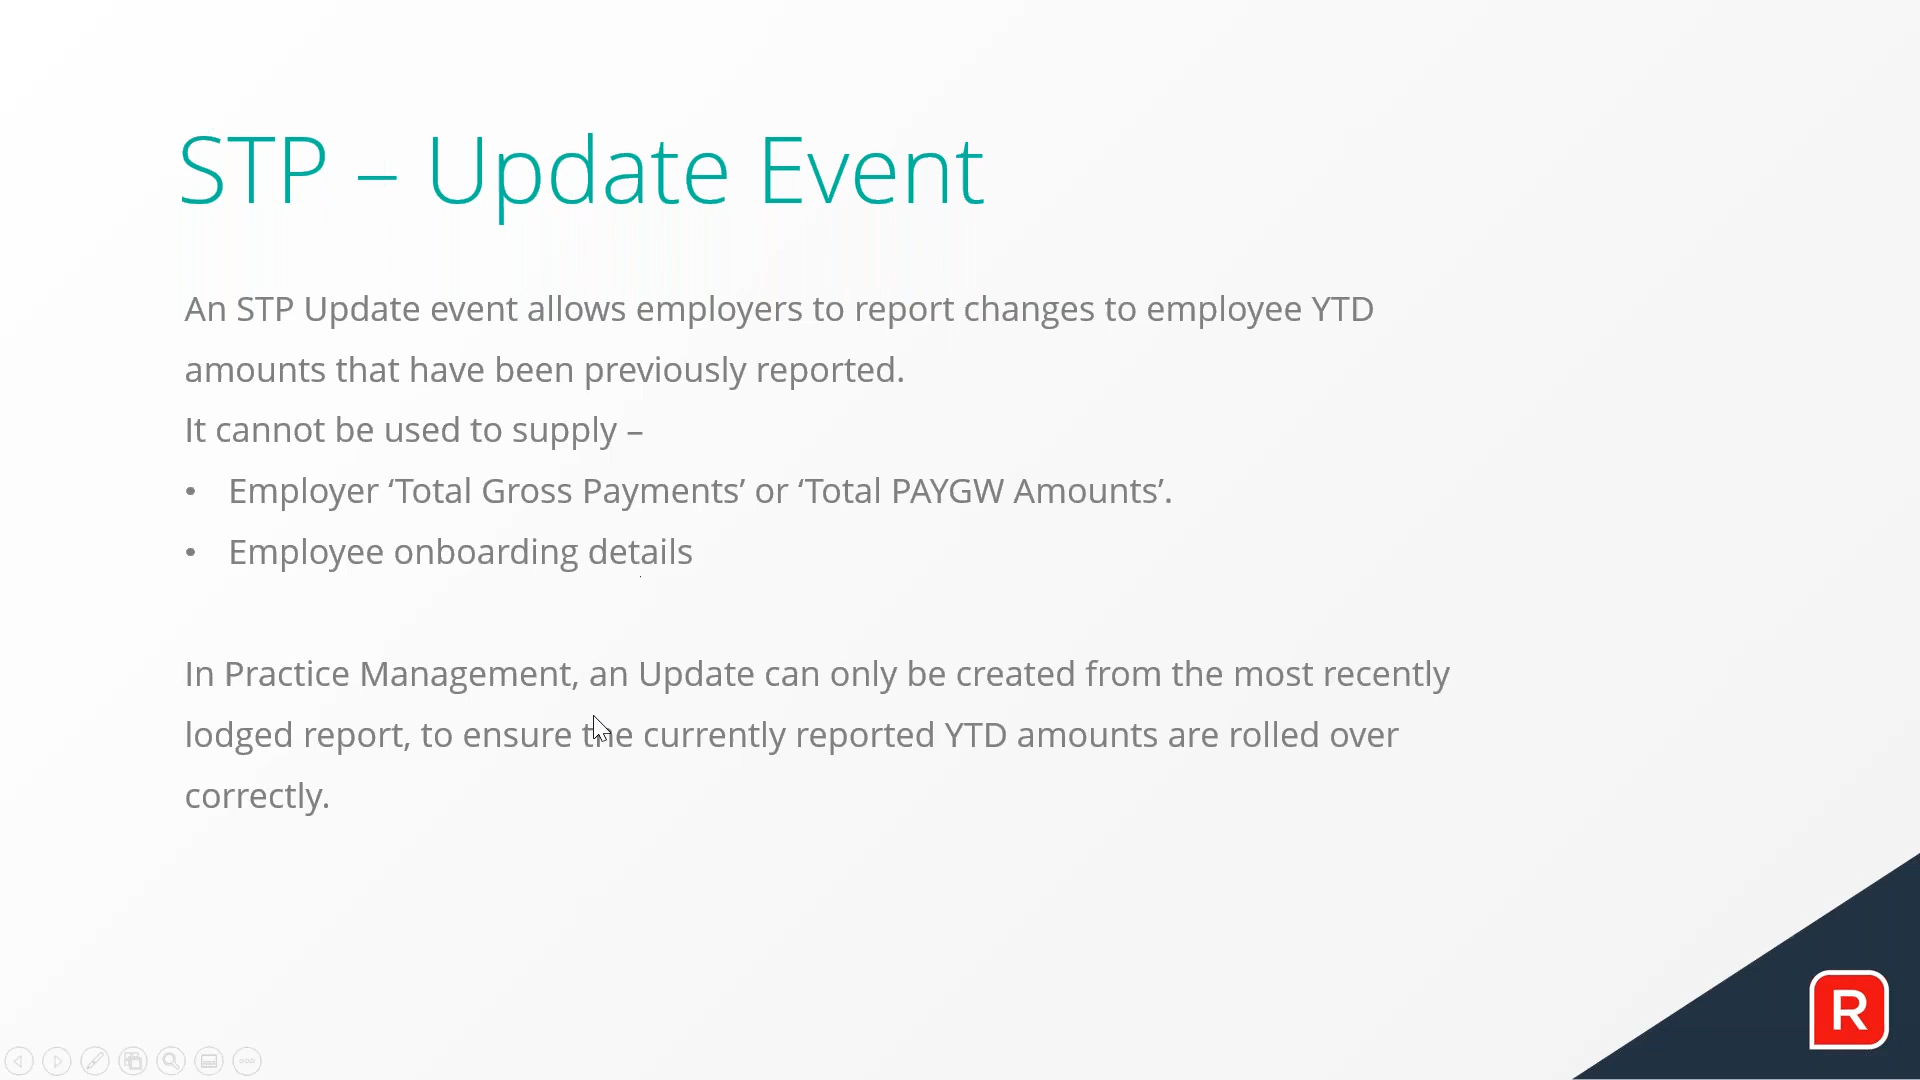 STP – Update Event
An STP Update event allows employers to report changes to employee YTD
amounts that have been previously reported.
It cannot be used to supply –
• Employer ‘Total Gross Payments’ or ‘Total PAYGW Amounts’.
• Employee onboarding details
In Practice Management, an Update can only be created from the most recently
lodged report, to ensure the currently reported YTD amounts are rolled over
correctly.
R